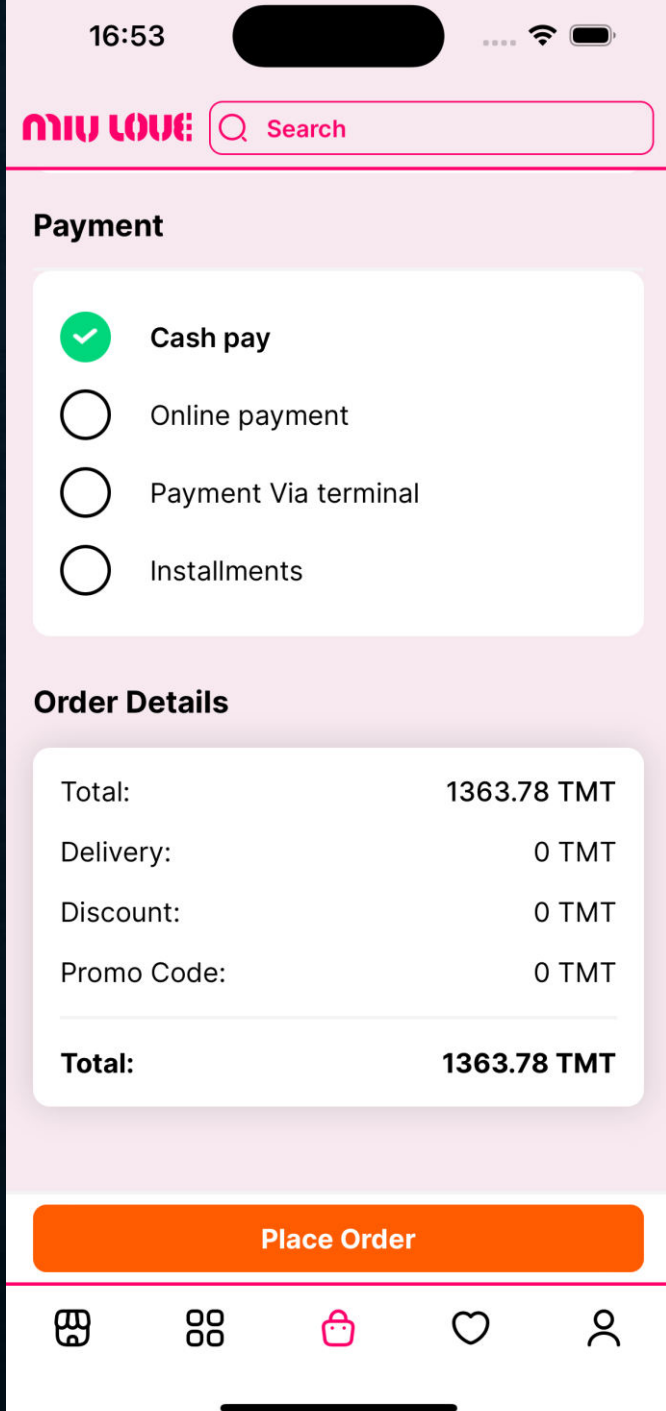 16:53
MIU LOVE
Search
Payment
Cash pay
Online payment
Payment Via terminal
Installments
Order Details
Total: 1363.78 TMT
Delivery: 0 TMT
Discount: 0 TMT
Promo Code: 0 TMT
Total: 1363.78 TMT
Place Order